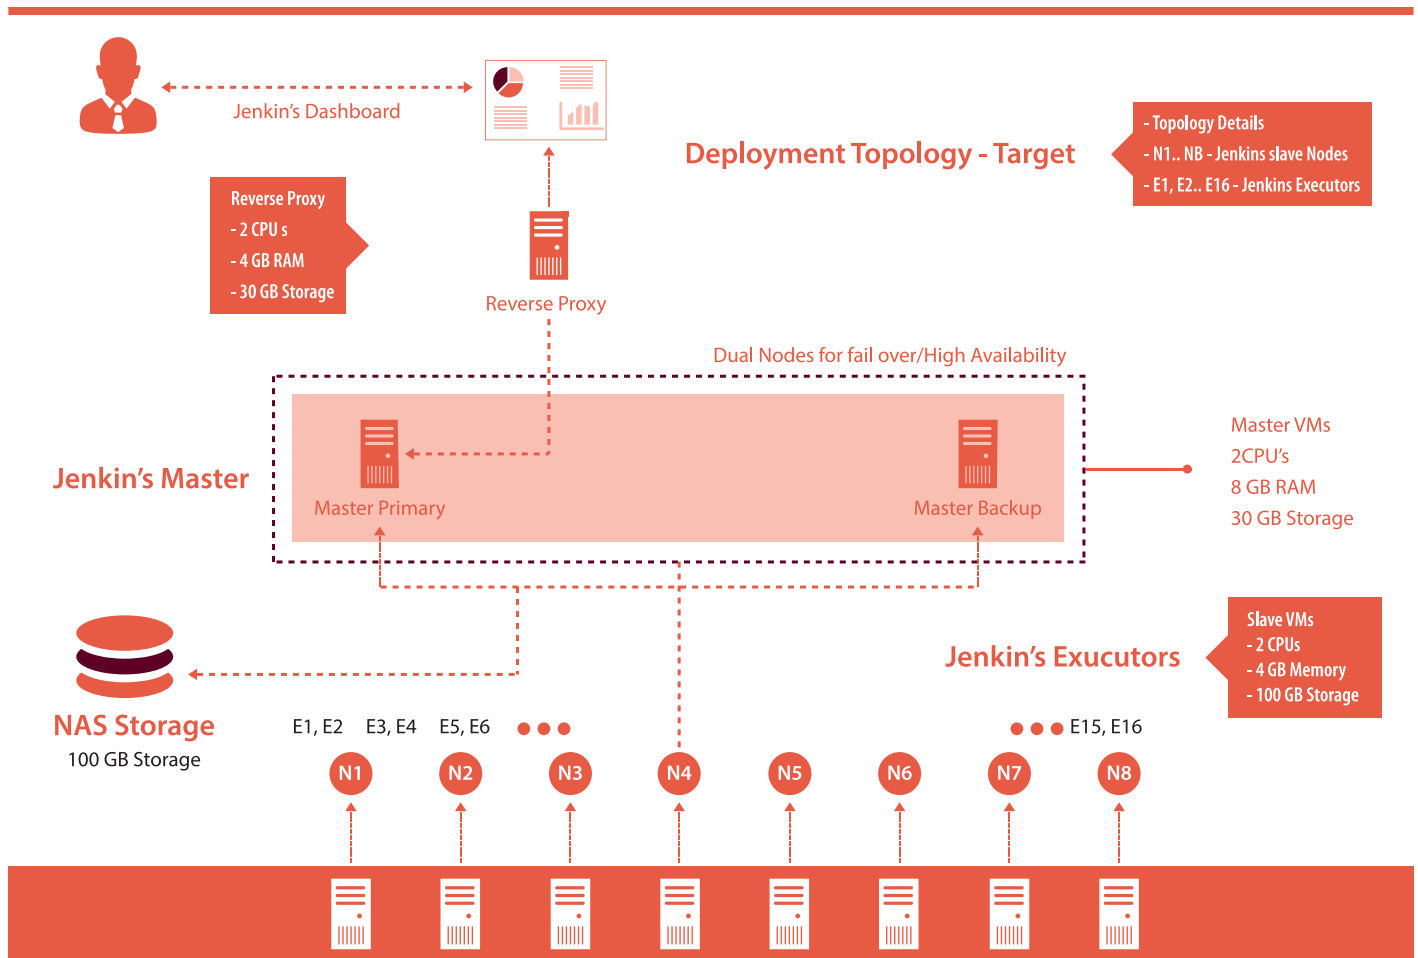 Jenkin's Dashboard
Deployment Topology - Target
- Topology Details
- N1.. NB - Jenkins slave Nodes
- E1, E2.. E16 - Jenkins Executors
Reverse Proxy
- 2 CPU s
- 4 GB RAM
- 30 GB Storage
Reverse Proxy
Dual Nodes for fail over/High Availability
Jenkin's Master
Master Primary
Master Backup
Master VMs
2CPU's
8 GB RAM
30 GB Storage
Slave VMs
- 2 CPUs
- 4 GB Memory
- 100 GB Storage
Jenkin's Exucutors
NAS Storage
100 GB Storage
E1, E2 E3, E4 E5, E6 E15, E16
N1 N2 N3 N4 N5 N6 N7 N8